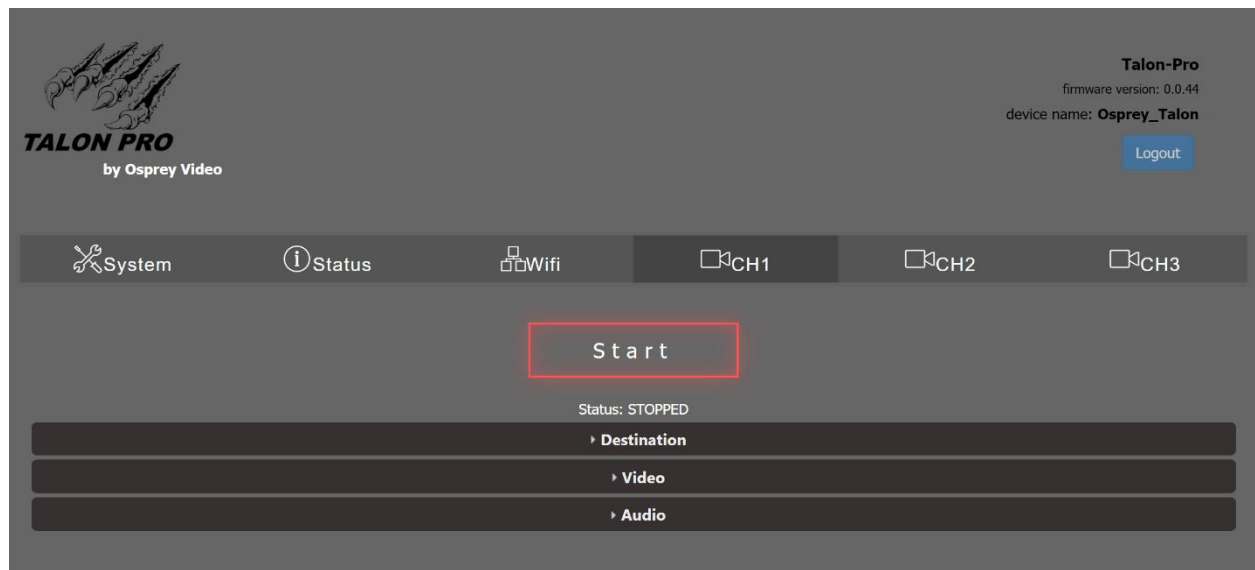 TALON PRO
by Osprey Video
Talon-Pro
firmware version: 0.0.44
device name: Osprey_Talon
Logout
System
Status
Wifi
CH1
CH2
CH3
Start
Status: STOPPED
Destination
Video
Audio